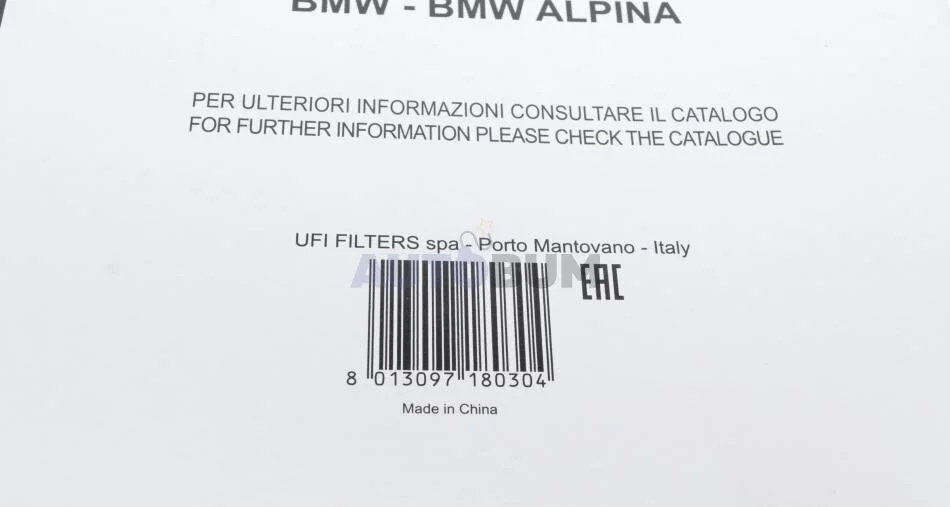 BMW - BMW ALPINA
PER ULTERIORI INFORMAZIONI CONSULTARE IL CATALOGO
FOR FURTHER INFORMATION PLEASE CHECK THE CATALOGUE
UFI FILTERS spa - Porto Mantovano - Italy
AUTOBUM
EAC
8 013097 180304
Made in China